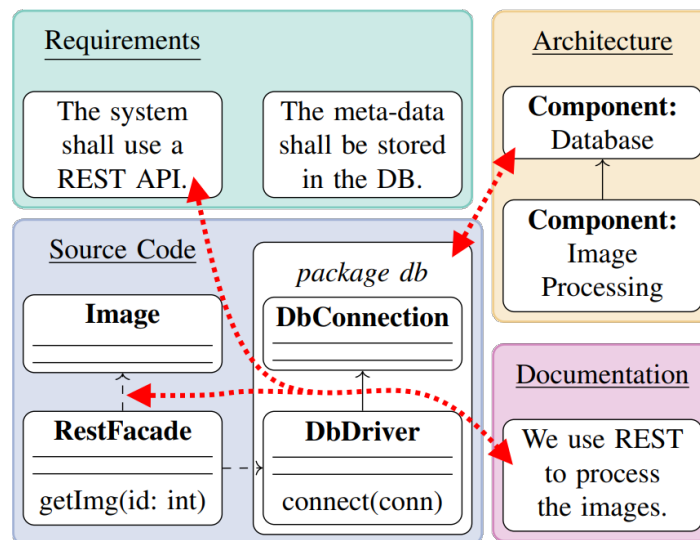 Requirements
The system
shall use a
REST API.
The meta-data
shall be stored
in the DB.
Architecture
Component:
Database
Component:
Image
Processing
Source Code
Image
RestFacade
getImg(id: int)
package db
DbConnection
DbDriver
connect(conn)
Documentation
We use REST
to process
the images.